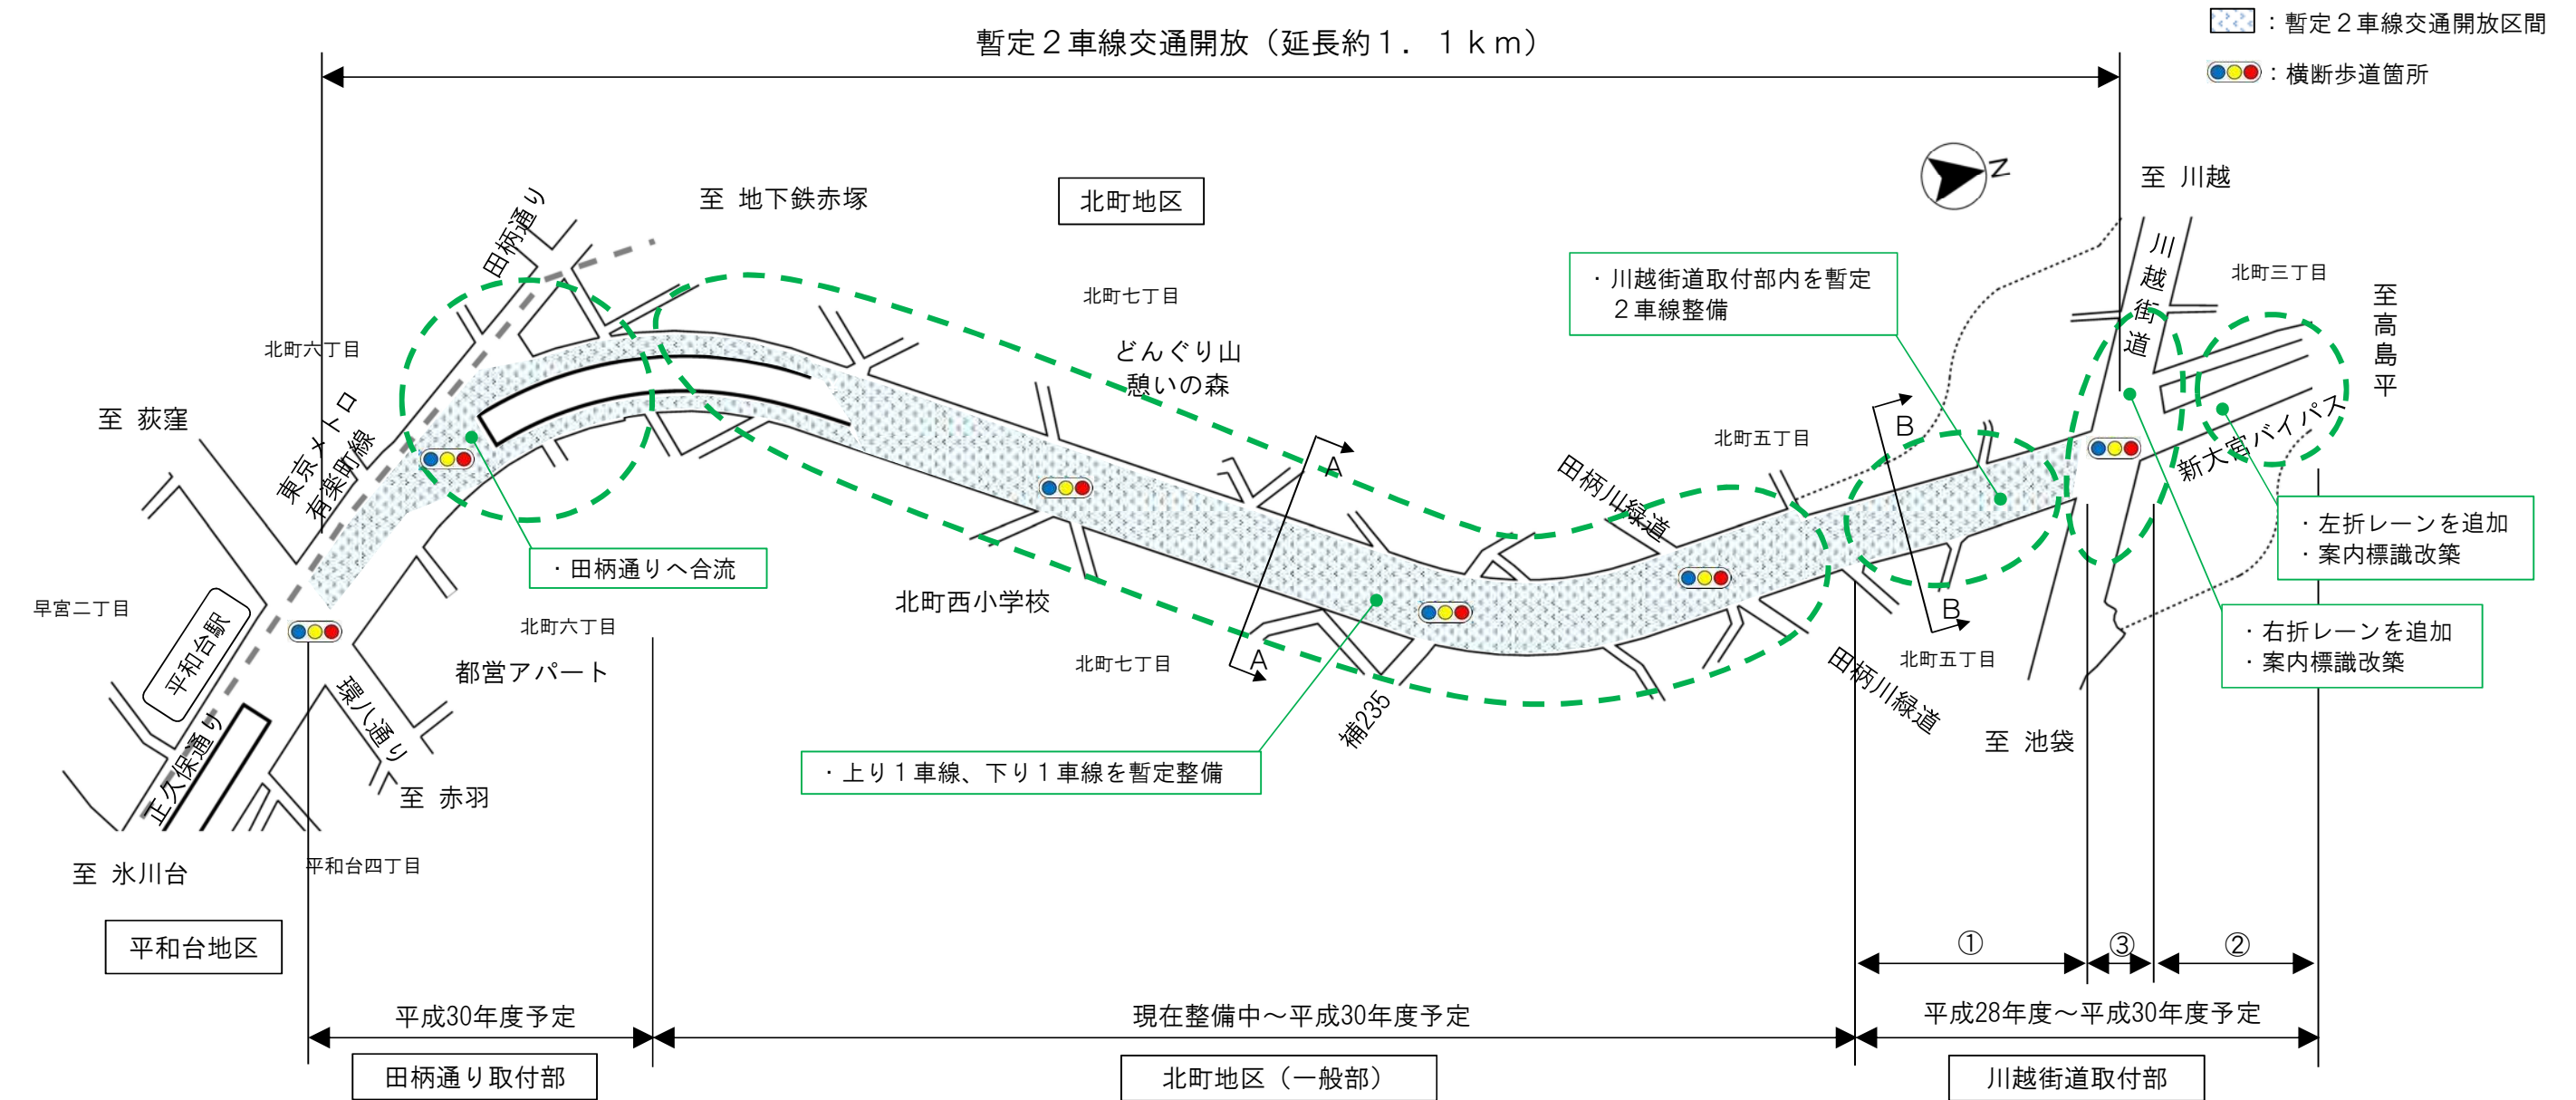 ：暫定２車線交通開放区間
暫定２車線交通開放（延長約１．１ｋｍ）
：横断歩道箇所
N
至 川越
至 地下鉄赤塚
北町地区
田柄通り
川越街道
北町三丁目
至高島平
・川越街道取付部内を暫定
２車線整備
北町七丁目
北町六丁目
どんぐり山
憩いの森
至 荻窪
東京メトロ
有楽町線
A
B
北町五丁目
新大宮バイパス
田柄川緑道
・左折レーンを追加
・案内標識改築
・田柄通りへ合流
早宮二丁目
北町西小学校
B
北町六丁目
・右折レーンを追加
・案内標識改築
平和台駅
都営アパート
北町七丁目
A
北町五丁目
田柄川緑道
補235
環八通り
正久保通り
至 池袋
・上り１車線、下り１車線を暫定整備
至 赤羽
至 氷川台
平和台四丁目
平和台地区
①
③
②
平成30年度予定
現在整備中～平成30年度予定
平成28年度～平成30年度予定
田柄通り取付部
北町地区（一般部）
川越街道取付部